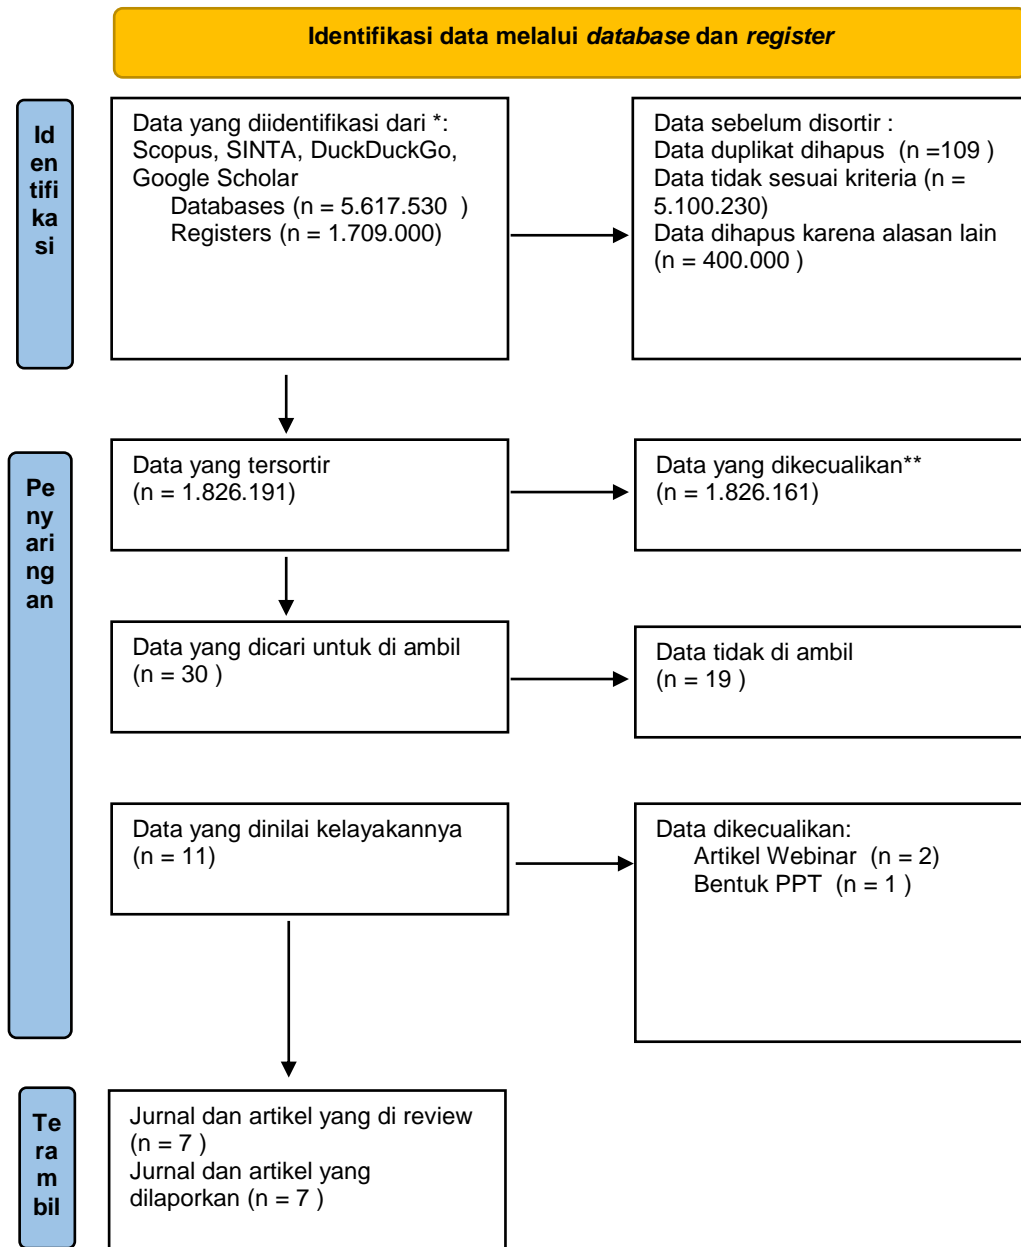 Identifikasi data melalui database dan register
Id
en
tifi
ka
si
Data yang diidentifikasi dari *:
Scopus, SINTA, DuckDuckGo,
Google Scholar
Databases (n = 5.617.530 )
Registers (n = 1.709.000)
Data sebelum disortir :
Data duplikat dihapus (n =109 )
Data tidak sesuai kriteria (n =
5.100.230)
Data dihapus karena alasan lain
(n = 400.000 )
Pe
ny
ari
ng
an
Data yang tersortir
(n = 1.826.191)
Data yang dikecualikan**
(n = 1.826.161)
Data yang dicari untuk di ambil
(n = 30 )
Data tidak di ambil
(n = 19 )
Data yang dinilai kelayakannya
(n = 11)
Data dikecualikan:
Artikel Webinar (n = 2)
Bentuk PPT (n = 1 )
Te
ra
m
bil
Jurnal dan artikel yang di review
(n = 7 )
Jurnal dan artikel yang
dilaporkan (n = 7 )